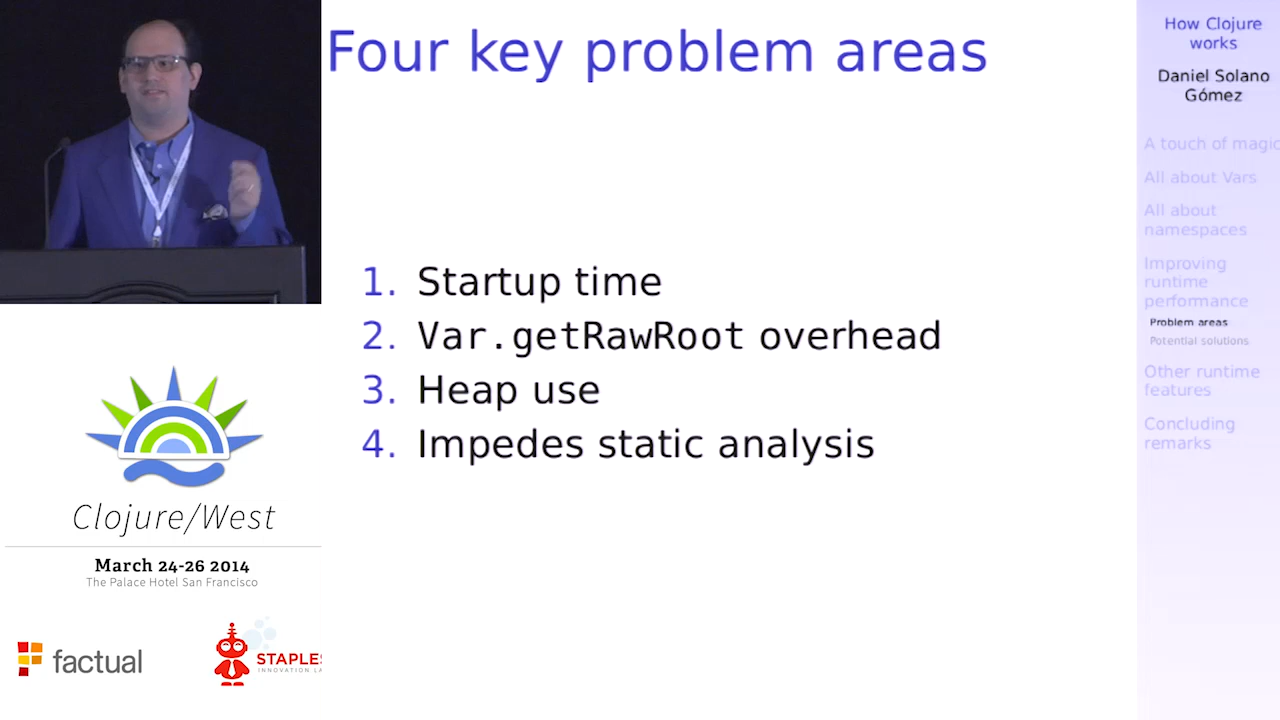 Four key problem areas
1. Startup time
2. Var.getRawRoot overhead
3. Heap use
4. Impedes static analysis
How Clojure
works
Daniel Solano
Gómez
A touch of magic
All about Vars
All about
namespaces
Improving
runtime
performance
Problem areas
Potential solutions
Other runtime
features
Concluding
remarks
Clojure/West
March 24-26 2014
The Palace Hotel San Francisco
factual
STAPLES
INNOVATION LA